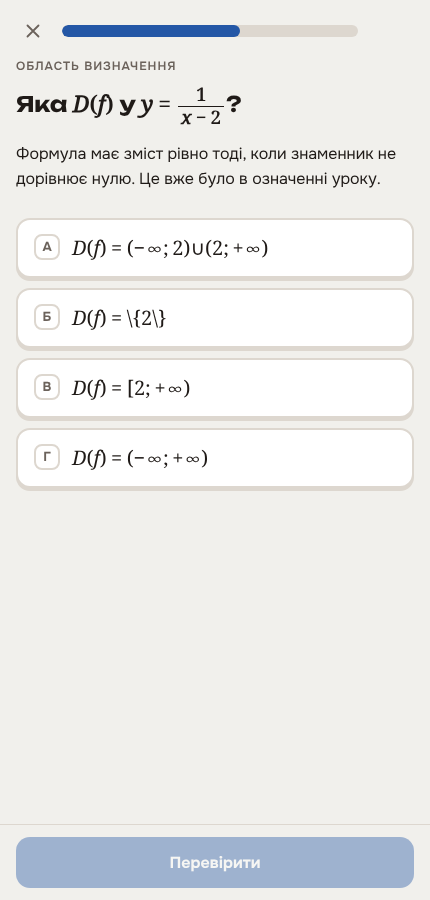 ОБЛАСТЬ ВИЗНАЧЕННЯ
Яка D(f) у y = \frac{1}{x − 2}?
Формула має зміст рівно тоді, коли знаменник не
дорівнює нулю. Це вже було в означенні уроку.
А D(f) = (−∞; 2)∪(2; +∞)
Б D(f) = \{2\}
В D(f) = [2; +∞)
Г D(f) = (−∞; +∞)
Перевірити